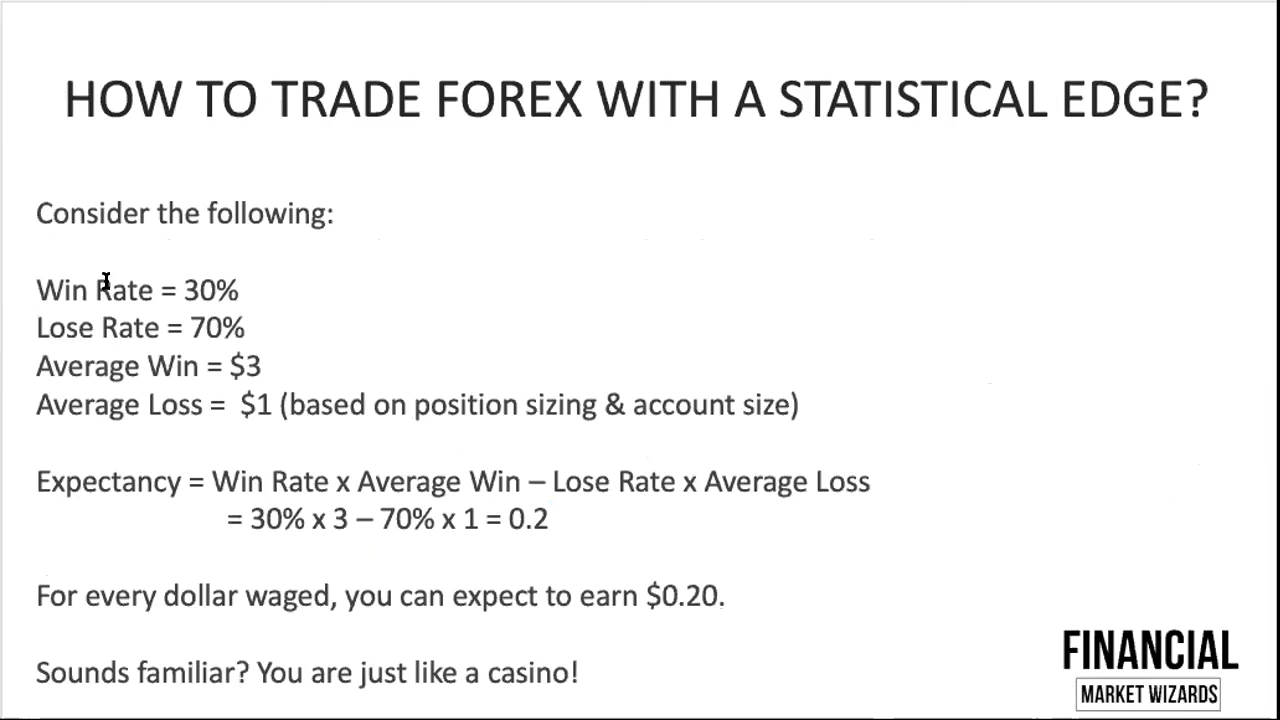 HOW TO TRADE FOREX WITH A STATISTICAL EDGE?
Consider the following:
Win Rate = 30%
Lose Rate = 70%
Average Win = $3
Average Loss =  $1 (based on position sizing & account size)
Expectancy = Win Rate x Average Win – Lose Rate x Average Loss
= 30% x 3 – 70% x 1 = 0.2
For every dollar waged, you can expect to earn $0.20.
Sounds familiar? You are just like a casino!
FINANCIAL
MARKET WIZARDS